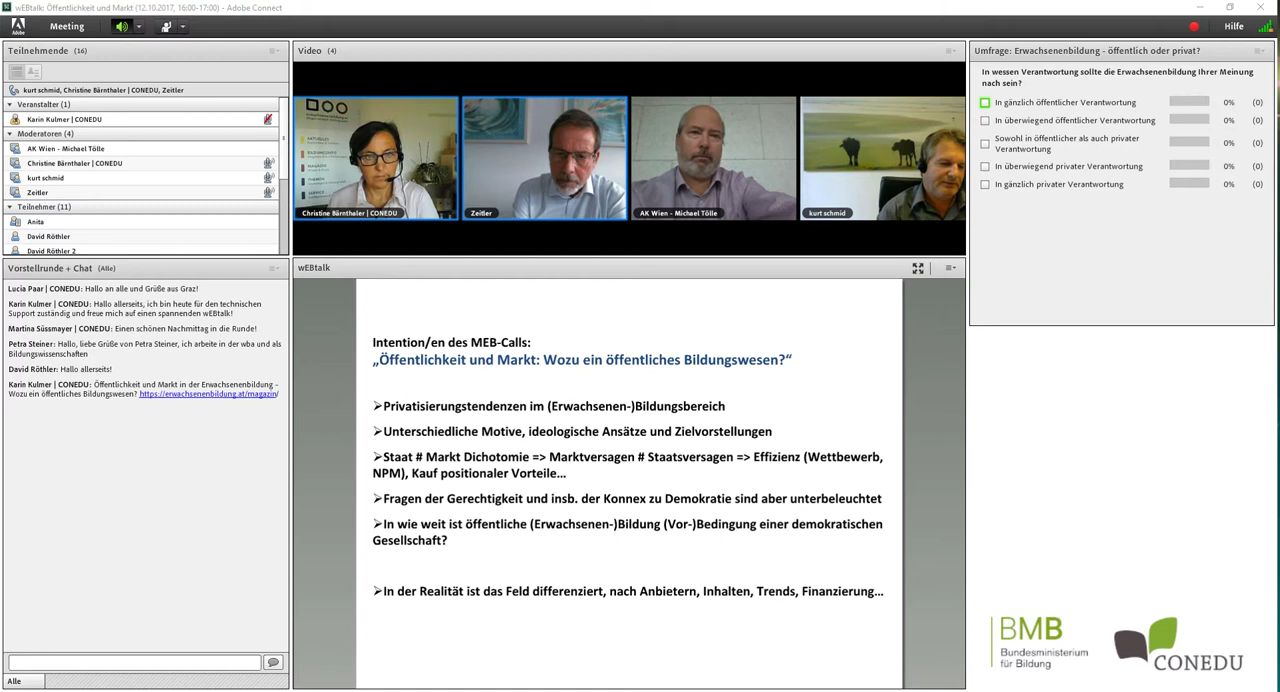 wEBtalk: Öffentlichkeit und Markt (12.10.2017, 16:00-17:00) - Adobe Connect
Adobe
Meeting
Hilfe
Teilnehmende (16)
kurt schmid, Christine Bärnthaler | CONEDU, Zeitler
Veranstalter (1)
Karin Kulmer | CONEDU
Moderatoren (4)
AK Wien - Michael Tölle
Christine Bärnthaler | CONEDU
kurt schmid
Zeitler
Teilnehmer (11)
Anita
David Röthler
David Röthler 2
Vorstellrunde + Chat (Alle)
Lucia Paar | CONEDU: Hallo an alle und Grüße aus Graz!
Karin Kulmer | CONEDU: Hallo allerseits, ich bin heute für den technischen
Support zuständig und freue mich auf einen spannenden wEBtalk!
Martina Süssmayer | CONEDU: Einen schönen Nachmittag in die Runde!
Petra Steiner: Hallo, liebe Grüße von Petra Steiner, ich arbeite in der wba und als
Bildungswissenschaften
David Röthler: Hallo allerseits!
Karin Kulmer | CONEDU: Öffentlichkeit und Markt in der Erwachsenenbildung -
Wozu ein öffentliches Bildungswesen? https://erwachsenenbildung.at/magazin/
Alle
Video (4)
Christine Bärnthaler | CONEDU
Zeitler
AK Wien - Michael Tölle
kurt schmid
wEBtalk
Intention/en des MEB-Calls:
„Öffentlichkeit und Markt: Wozu ein öffentliches Bildungswesen?“
➢Privatisierungstendenzen im (Erwachsenen-)Bildungsbereich
➢Unterschiedliche Motive, ideologische Ansätze und Zielvorstellungen
➢Staat # Markt Dichotomie => Marktversagen # Staatsversagen => Effizienz (Wettbewerb,
NPM), Kauf positionaler Vorteile…
➢Fragen der Gerechtigkeit und insb. der Konnex zu Demokratie sind aber unterbeleuchtet
➢In wie weit ist öffentliche (Erwachsenen-)Bildung (Vor-)Bedingung einer demokratischen
Gesellschaft?
➢In der Realität ist das Feld differenziert, nach Anbietern, Inhalten, Trends, Finanzierung…
Umfrage: Erwachsenenbildung - öffentlich oder privat?
In wessen Verantwortung sollte die Erwachsenenbildung Ihrer Meinung
nach sein?
In gänzlich öffentlicher Verantwortung 0% (0)
In überwiegend öffentlicher Verantwortung 0% (0)
Sowohl in öffentlicher als auch privater
Verantwortung 0% (0)
In überwiegend privater Verantwortung 0% (0)
In gänzlich privater Verantwortung 0% (0)
BMB
Bundesministerium
für Bildung
CONEDU